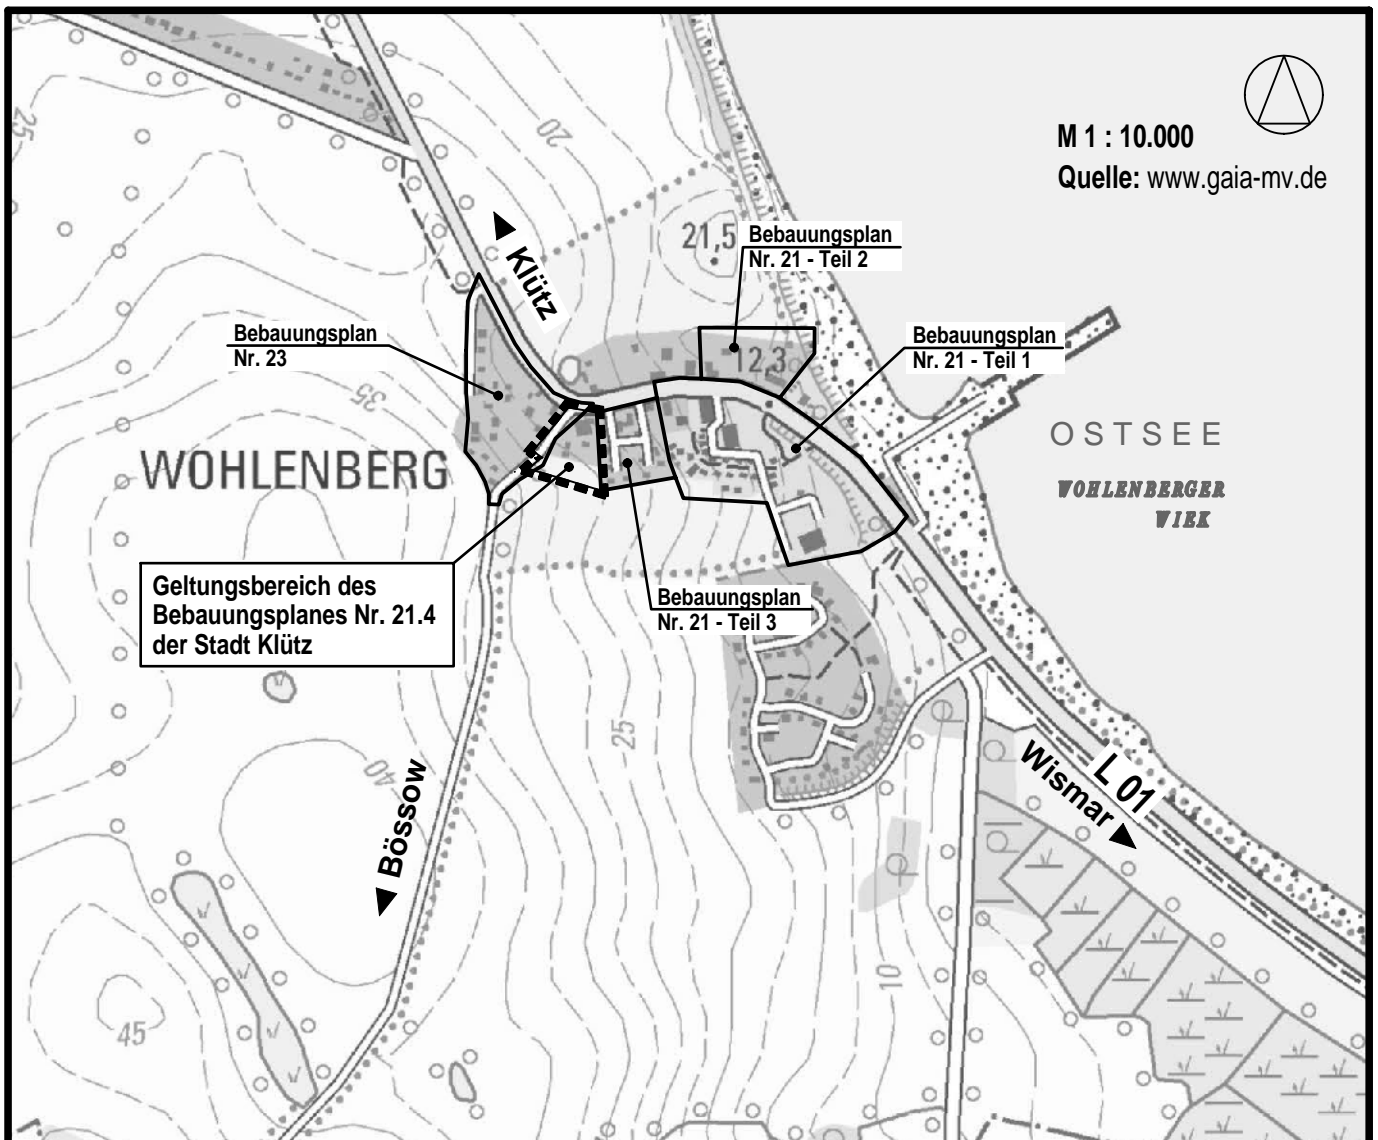 M 1 : 10.000
Quelle: www.gaia-mv.de
25
20
Klütz
21,5
Bebauungsplan
Nr. 21 - Teil 2
Bebauungsplan
Nr. 23
12,3
Bebauungsplan
Nr. 21 - Teil 1
35
OSTSEE
WOHLENBERG
WOHLENBERGER
WIEK
Geltungsbereich des
Bebauungsplanes Nr. 21.4
der Stadt Klütz
Bebauungsplan
Nr. 21 - Teil 3
25
40
Bössow
Wismar
L 01
10
45